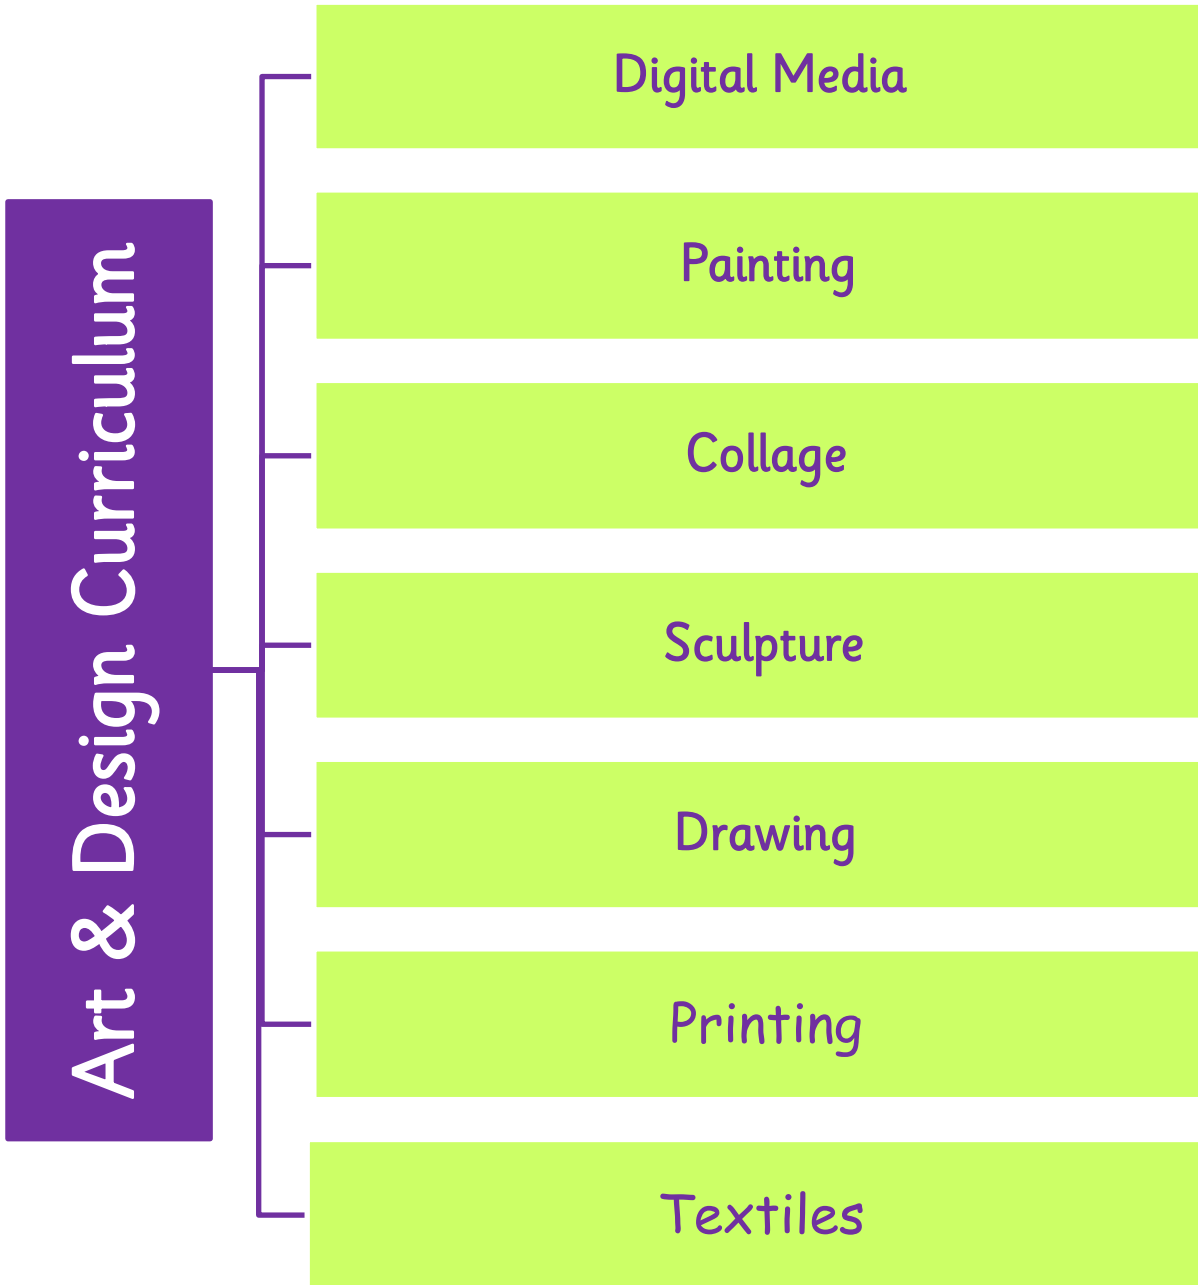 Art & Design Curriculum
Digital Media
Painting
Collage
Sculpture
Drawing
Printing
Textiles